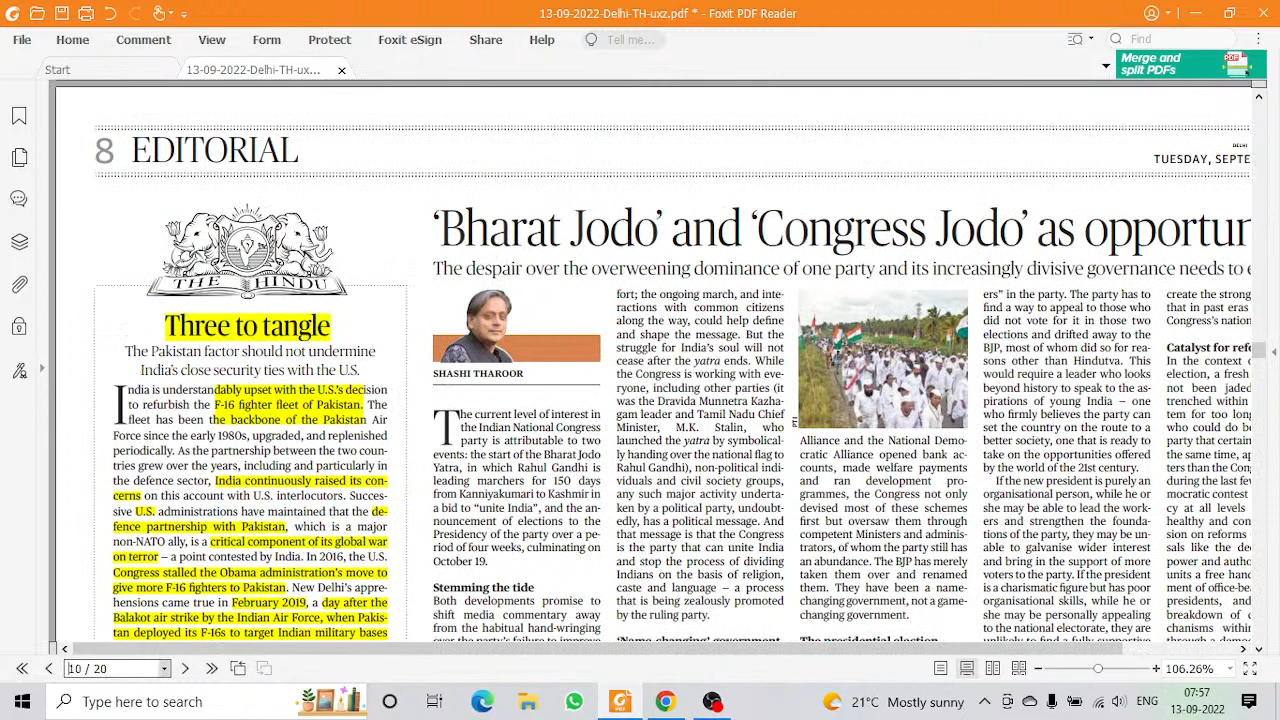 13-09-2022-Delhi-TH-uxz.pdf * - Foxit PDF Reader
File Home Comment View Form Protect Foxit eSign Share Help Tell me... Find
Start 13-09-2022-Delhi-TH-ux... Merge and
split PDFs
8 EDITORIAL
DELHI
TUESDAY, SEPTE
THE HINDU
Three to tangle
The Pakistan factor should not undermine
India's close security ties with the U.S.
India is understandably upset with the U.S.'s decision
to refurbish the F-16 fighter fleet of Pakistan. The
fleet has been the backbone of the Pakistan Air
Force since the early 1980s, upgraded, and replenished
periodically. As the partnership between the two coun-
tries grew over the years, including and particularly in
the defence sector, India continuously raised its con-
cerns on this account with U.S. interlocutors. Succes-
sive U.S. administrations have maintained that the de-
fence partnership with Pakistan, which is a major
non-NATO ally, is a critical component of its global war
on terror – a point contested by India. In 2016, the U.S.
Congress stalled the Obama administration's move to
give more F-16 fighters to Pakistan. New Delhi's appre-
hensions came true in February 2019, a day after the
Balakot air strike by the Indian Air Force, when Pakis-
tan deployed its F-16s to target Indian military bases
'Bharat Jodo' and 'Congress Jodo' as opportun
The despair over the overweening dominance of one party and its increasingly divisive governance needs to e
SHASHI THAROOR
The current level of interest in
the Indian National Congress
party is attributable to two
events: the start of the Bharat Jodo
Yatra, in which Rahul Gandhi is
leading marchers for 150 days
from Kanniyakumari to Kashmir in
a bid to "unite India", and the an-
nouncement of elections to the
Presidency of the party over a pe-
riod of four weeks, culminating on
October 19.
Stemming the tide
Both developments promise to
shift media commentary away
from the habitual hand-wringing
over the party's failure to improve
fort; the ongoing march, and inte-
ractions with common citizens
along the way, could help define
and shape the message. But the
struggle for India's soul will not
cease after the yatra ends. While
the Congress is working with eve-
ryone, including other parties (it
was the Dravida Munnetra Kazha-
gam leader and Tamil Nadu Chief
Minister, M.K. Stalin, who
launched the yatra by symbolical-
ly handing over the national flag to
Rahul Gandhi), non-political indi-
viduals and civil society groups,
any such major activity underta-
ken by a political party, undoubt-
edly, has a political message. And
that message is that the Congress
is the party that can unite India
and stop the process of dividing
Indians on the basis of religion,
caste and language – a process
that is being zealously promoted
by the ruling party.
'Name-changing' government
PTI
Alliance and the National Demo-
cratic Alliance opened bank ac-
counts, made welfare payments
and ran development pro-
grammes, the Congress not only
devised most of these schemes
first but oversaw them through
competent Ministers and adminis-
trators, of whom the party still has
an abundance. The BJP has merely
taken them over and renamed
them. They have been a name-
changing government, not a game-
changing government.
The presidential election
ers" in the party. The party has to
find a way to appeal to those who
did not vote for it in those two
elections and drifted away to the
BJP, most of whom did so for rea-
sons other than Hindutva. This
would require a leader who looks
beyond history to speak to the as-
pirations of young India – one
who firmly believes the party can
set the country on the route to a
better society, one that is ready to
take on the opportunities offered
by the world of the 21st century.
If the new president is purely an
organisational person, while he or
she may be able to lead the work-
ers and strengthen the founda-
tions of the party, they may be un-
able to galvanise wider interest
and bring in the support of more
voters to the party. If the president
is a charismatic figure but has poor
organisational skills, while he or
she may be personally appealing
to the national electorate, they are
unlikely to find a fully supportive
create the strong
that in past eras
Congress's nation
Catalyst for refo
In the context o
election, a fresh
not been jaded
trenched within
tem for too long
who could do b
party that certain
the same time, ap
ters than the Con
during the last few
mocratic contest
cy at all levels
healthy and con
sion on reforms
sals like the dec
power and autho
units a free hand
ment of office-be
presidents, and
breakdown of
chanisms within
through a demo
10 / 20 106.26%
Type here to search 21°C Mostly sunny ENG 07:57
13-09-2022